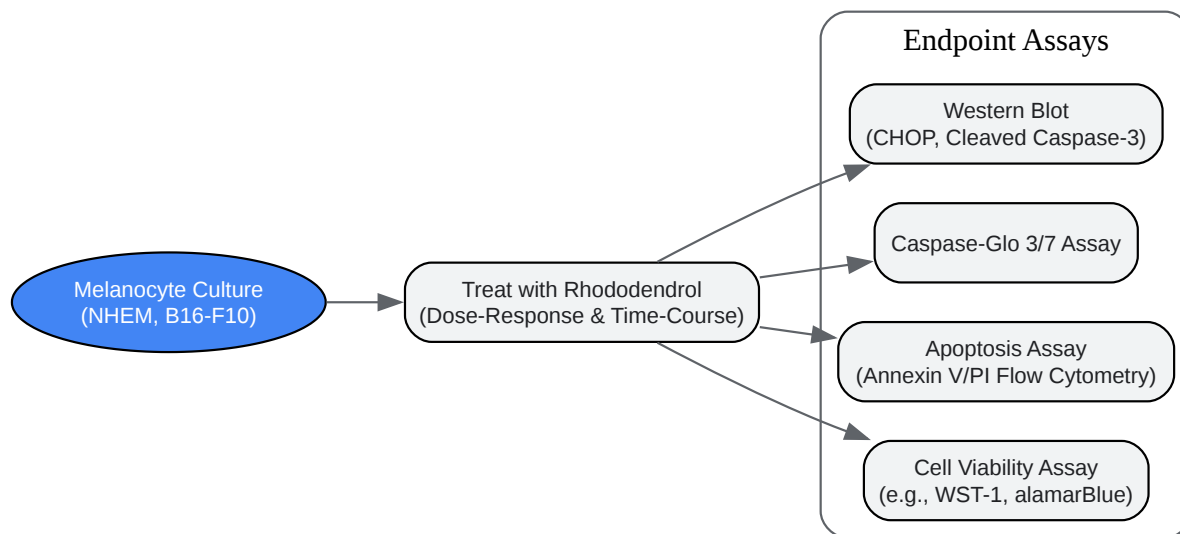 Endpoint Assays
Western Blot
(CHOP, Cleaved Caspase-3)
Caspase-Glo 3/7 Assay
Melanocyte Culture
(NHEM, B16-F10)
Treat with Rhododendrol
(Dose-Response & Time-Course)
Apoptosis Assay
(Annexin V/PI Flow Cytometry)
Cell Viability Assay
(e.g., WST-1, alamarBlue)